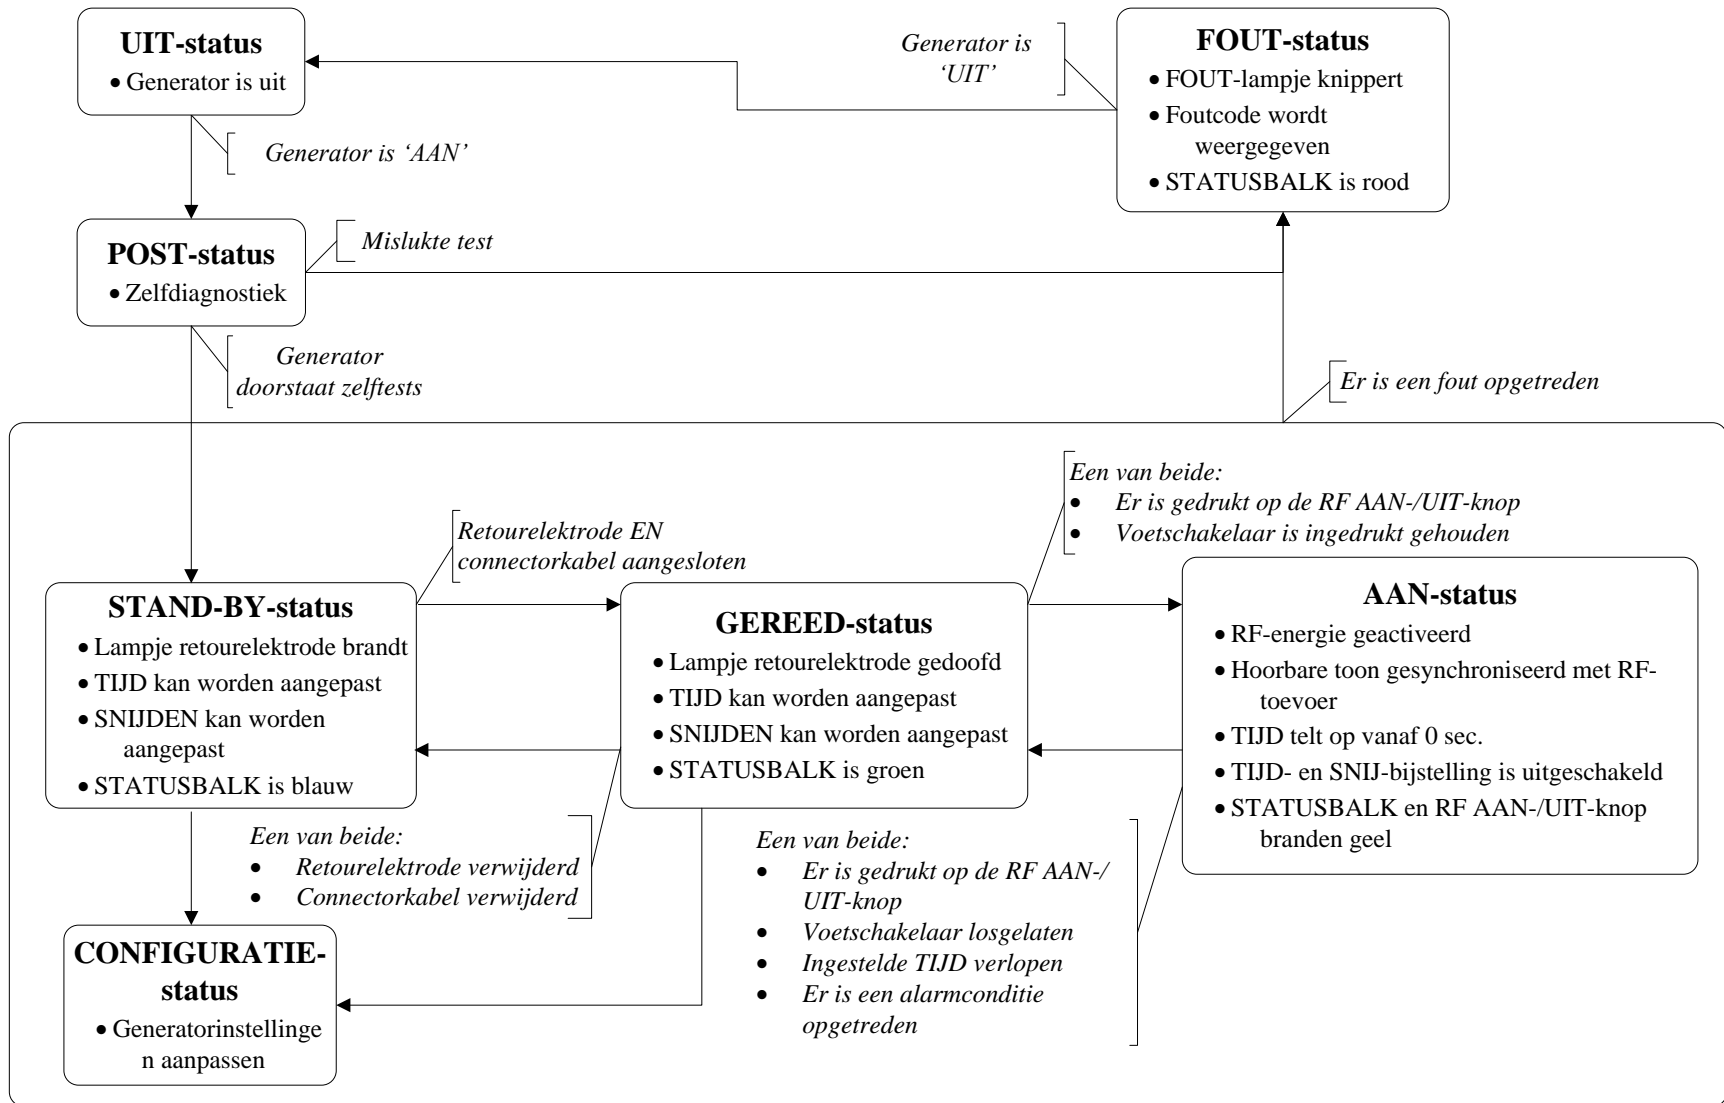 UIT-status
• Generator is uit
Generator is
‘UIT’
FOUT-status
• FOUT-lampje knippert
• Foutcode wordt
weergegeven
• STATUSBALK is rood
Generator is ‘AAN’
POST-status
• Zelfdiagnostiek
Mislukte test
Generator
doorstaat zelftests
Er is een fout opgetreden
Retourelektrode EN
connectorkabel aangesloten
Een van beide:
• Er is gedrukt op de RF AAN-/UIT-knop
• Voetschakelaar is ingedrukt gehouden
STAND-BY-status
• Lampje retourelektrode brandt
• TIJD kan worden aangepast
• SNIJDEN kan worden
aangepast
• STATUSBALK is blauw
GEREED-status
• Lampje retourelektrode gedoofd
• TIJD kan worden aangepast
• SNIJDEN kan worden aangepast
• STATUSBALK is groen
AAN-status
• RF-energie geactiveerd
• Hoorbare toon gesynchroniseerd met RF-
toevoer
• TIJD telt op vanaf 0 sec.
• TIJD- en SNIJ-bijstelling is uitgeschakeld
• STATUSBALK en RF AAN-/UIT-knop
branden geel
Een van beide:
• Retourelektrode verwijderd
• Connectorkabel verwijderd
Een van beide:
• Er is gedrukt op de RF AAN-/
UIT-knop
• Voetschakelaar losgelaten
• Ingestelde TIJD verlopen
• Er is een alarmconditie
opgetreden
CONFIGURATIE-
status
• Generatorinstellinge
n aanpassen